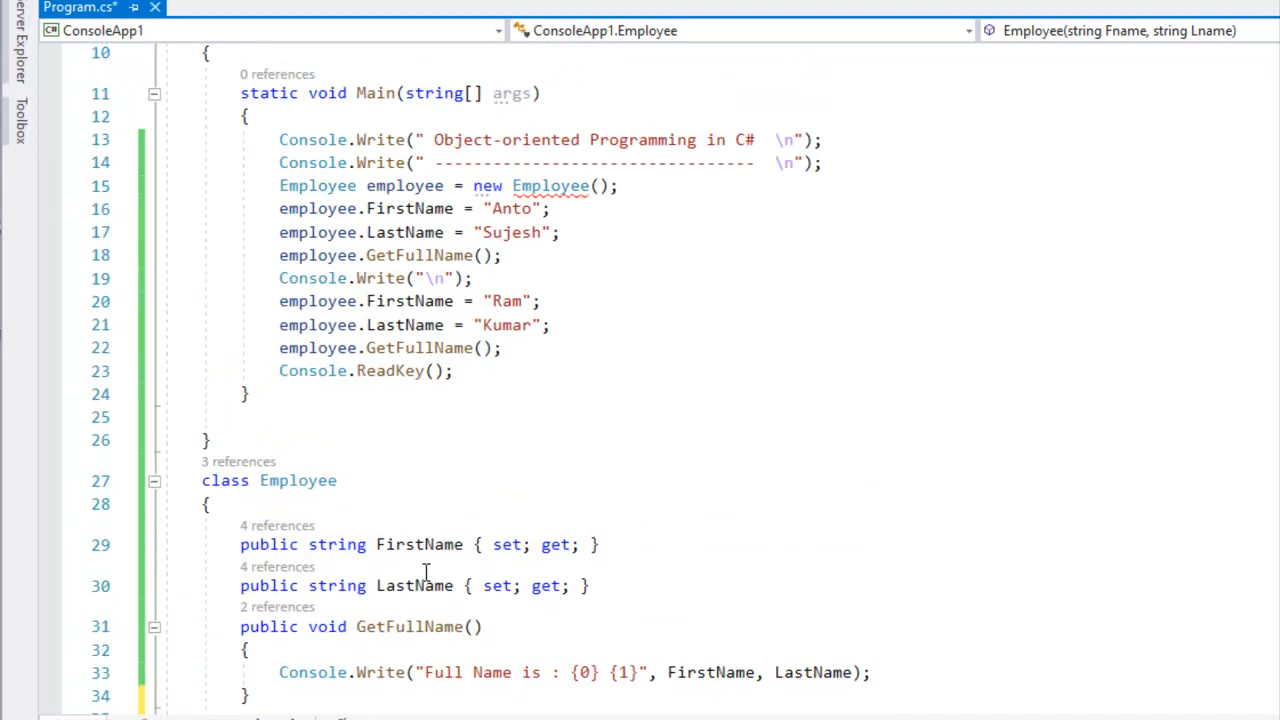 Program.cs*
Server Explorer
Toolbox
C# ConsoleApp1
ConsoleApp1.Employee
Employee(string Fname, string Lname)
10 {
0 references
11 static void Main(string[] args)
12 {
13 Console.Write(" Object-oriented Programming in C#  \n");
14 Console.Write(" ---------------------------------  \n");
15 Employee employee = new Employee();
16 employee.FirstName = "Anto";
17 employee.LastName = "Sujesh";
18 employee.GetFullName();
19 Console.Write("\n");
20 employee.FirstName = "Ram";
21 employee.LastName = "Kumar";
22 employee.GetFullName();
23 Console.ReadKey();
24 }
25
26 }
3 references
27 class Employee
28 {
4 references
29 public string FirstName { set; get; }
4 references
30 public string LastName { set; get; }
2 references
31 public void GetFullName()
32 {
33 Console.Write("Full Name is : {0} {1}", FirstName, LastName);
34 }